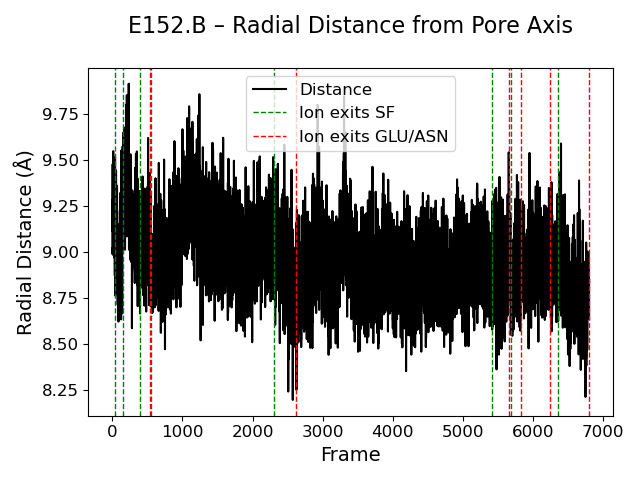 E152.B – Radial Distance from Pore Axis
Distance
Ion exits SF
Ion exits GLU/ASN
Radial Distance (Å)
9.75
9.50
9.25
9.00
8.75
8.50
8.25
0 1000 2000 3000 4000 5000 6000 7000
Frame